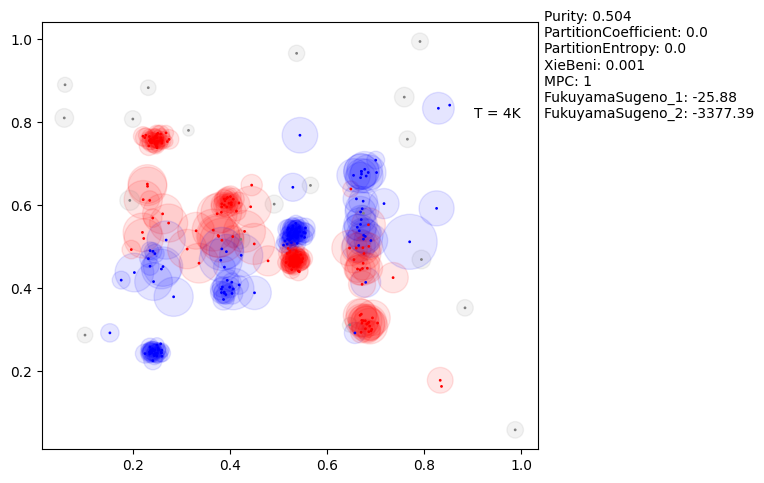 Purity: 0.504
PartitionCoefficient: 0.0
PartitionEntropy: 0.0
XieBeni: 0.001
MPC: 1
FukuyamaSugeno_1: -25.88
FukuyamaSugeno_2: -3377.39
T = 4K
1.0
0.8
0.6
0.4
0.2
0.2 0.4 0.6 0.8 1.0